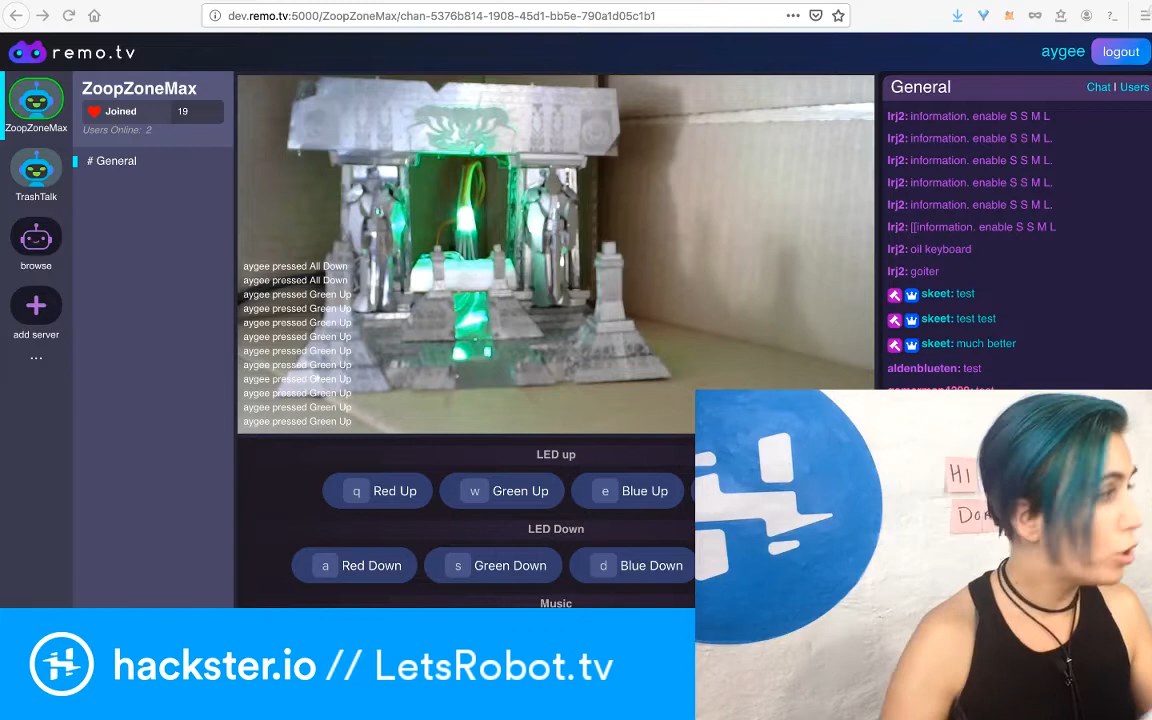 dev.remo.tv:5000/ZoopZoneMax/chan-5376b814-1908-45d1-bb5e-790a1d05c1b1
remo.tv
aygee
logout
ZoopZoneMax
TrashTalk
browse
add server
...
ZoopZoneMax
Joined 19
Users Online: 2
# General
aygee pressed All Down
aygee pressed All Down
aygee pressed Green Up
aygee pressed Green Up
aygee pressed Green Up
aygee pressed Green Up
aygee pressed Green Up
aygee pressed Green Up
aygee pressed Green Up
aygee pressed Green Up
aygee pressed Green Up
aygee pressed Green Up
LED up
q Red Up
w Green Up
e Blue Up
LED Down
a Red Down
s Green Down
d Blue Down
Music
General
Chat | Users
lrj2: information. enable S S M L
lrj2: information. enable S S M L.
lrj2: information. enable S S M L.
lrj2: information. enable S S M L.
lrj2: information. enable S S M L.
lrj2: [[information. enable S S M L
lrj2: oil keyboard
lrj2: goiter
skeet: test
skeet: test test
skeet: much better
aldenblueten: test
HI
hackster.io // LetsRobot.tv